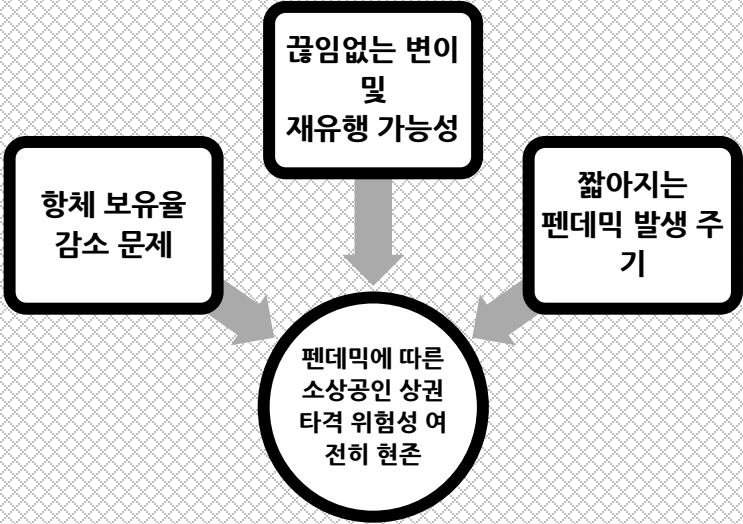 끊임없는 변이
및
재유행 가능성
항체 보유율
감소 문제
짧아지는
펜데믹 발생 주
기
펜데믹에 따른
소상공인 상권
타격 위험성 여
전히 현존